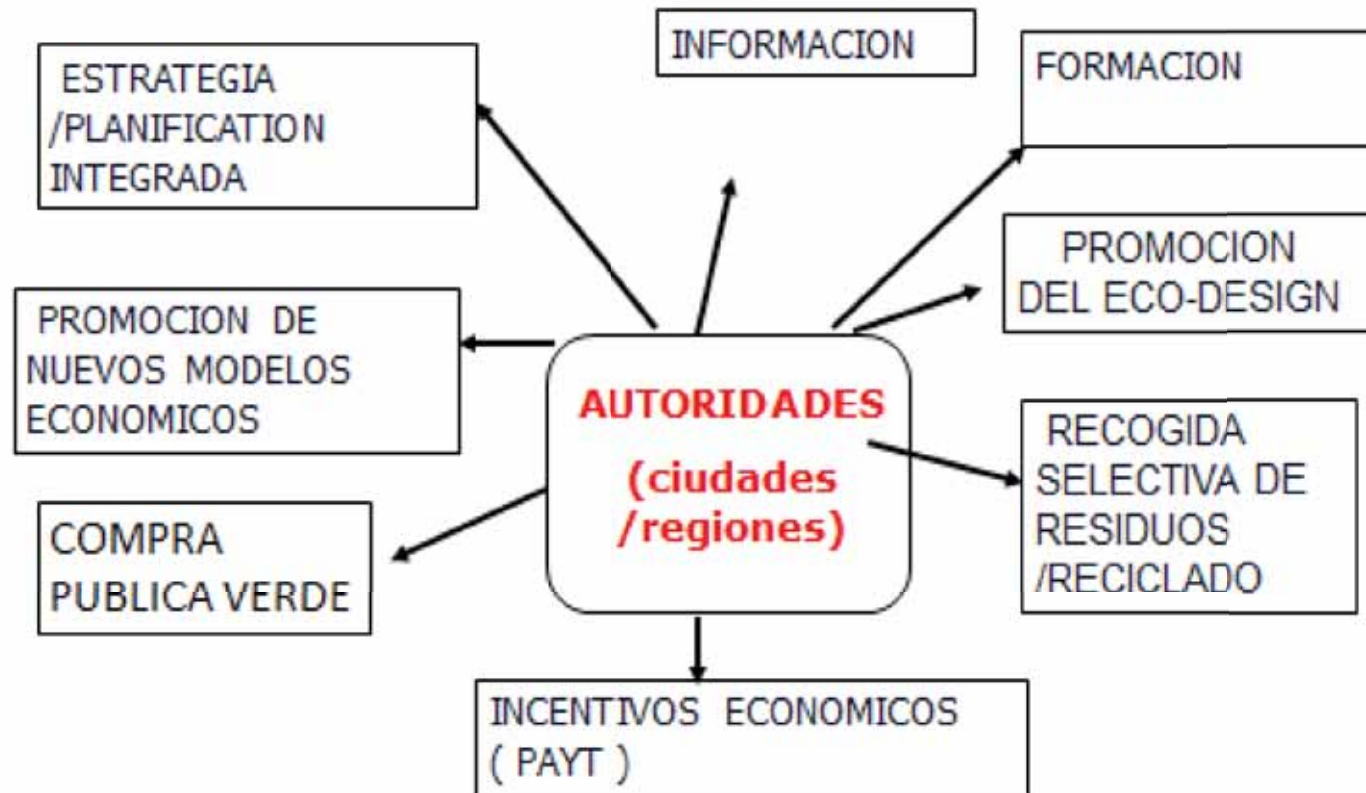 INFORMACION
FORMACION
ESTRATEGIA
/PLANIFICATION
INTEGRADA
PROMOCION
DEL ECO-DESIGN
PROMOCION DE
NUEVOS MODELOS
ECONOMICOS
AUTORIDADES
(ciudades
/regiones)
RECOGIDA
SELECTIVA DE
RESIDUOS
/RECICLADO
COMPRA
PUBLICA VERDE
INCENTIVOS ECONOMICOS
( PAYT )